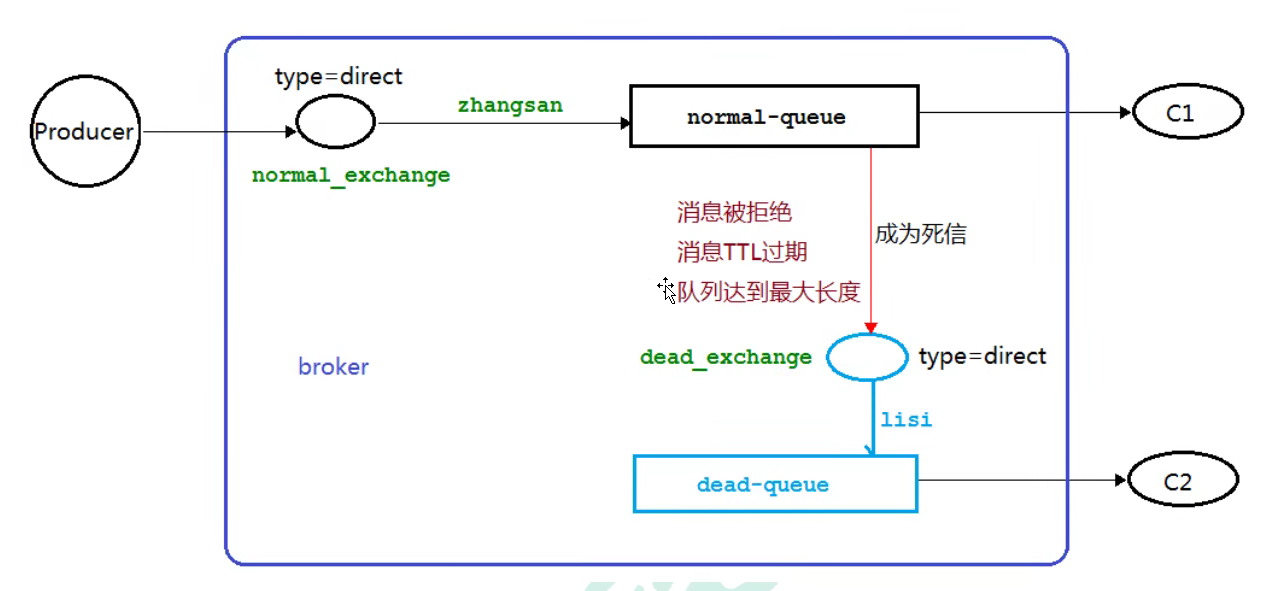 type=direct
zhangsan
Producer
normal-queue
C1
normal_exchange
消息被拒绝
成为死信
消息TTL过期
队列达到最大长度
dead_exchange
type=direct
broker
lisi
dead-queue
C2